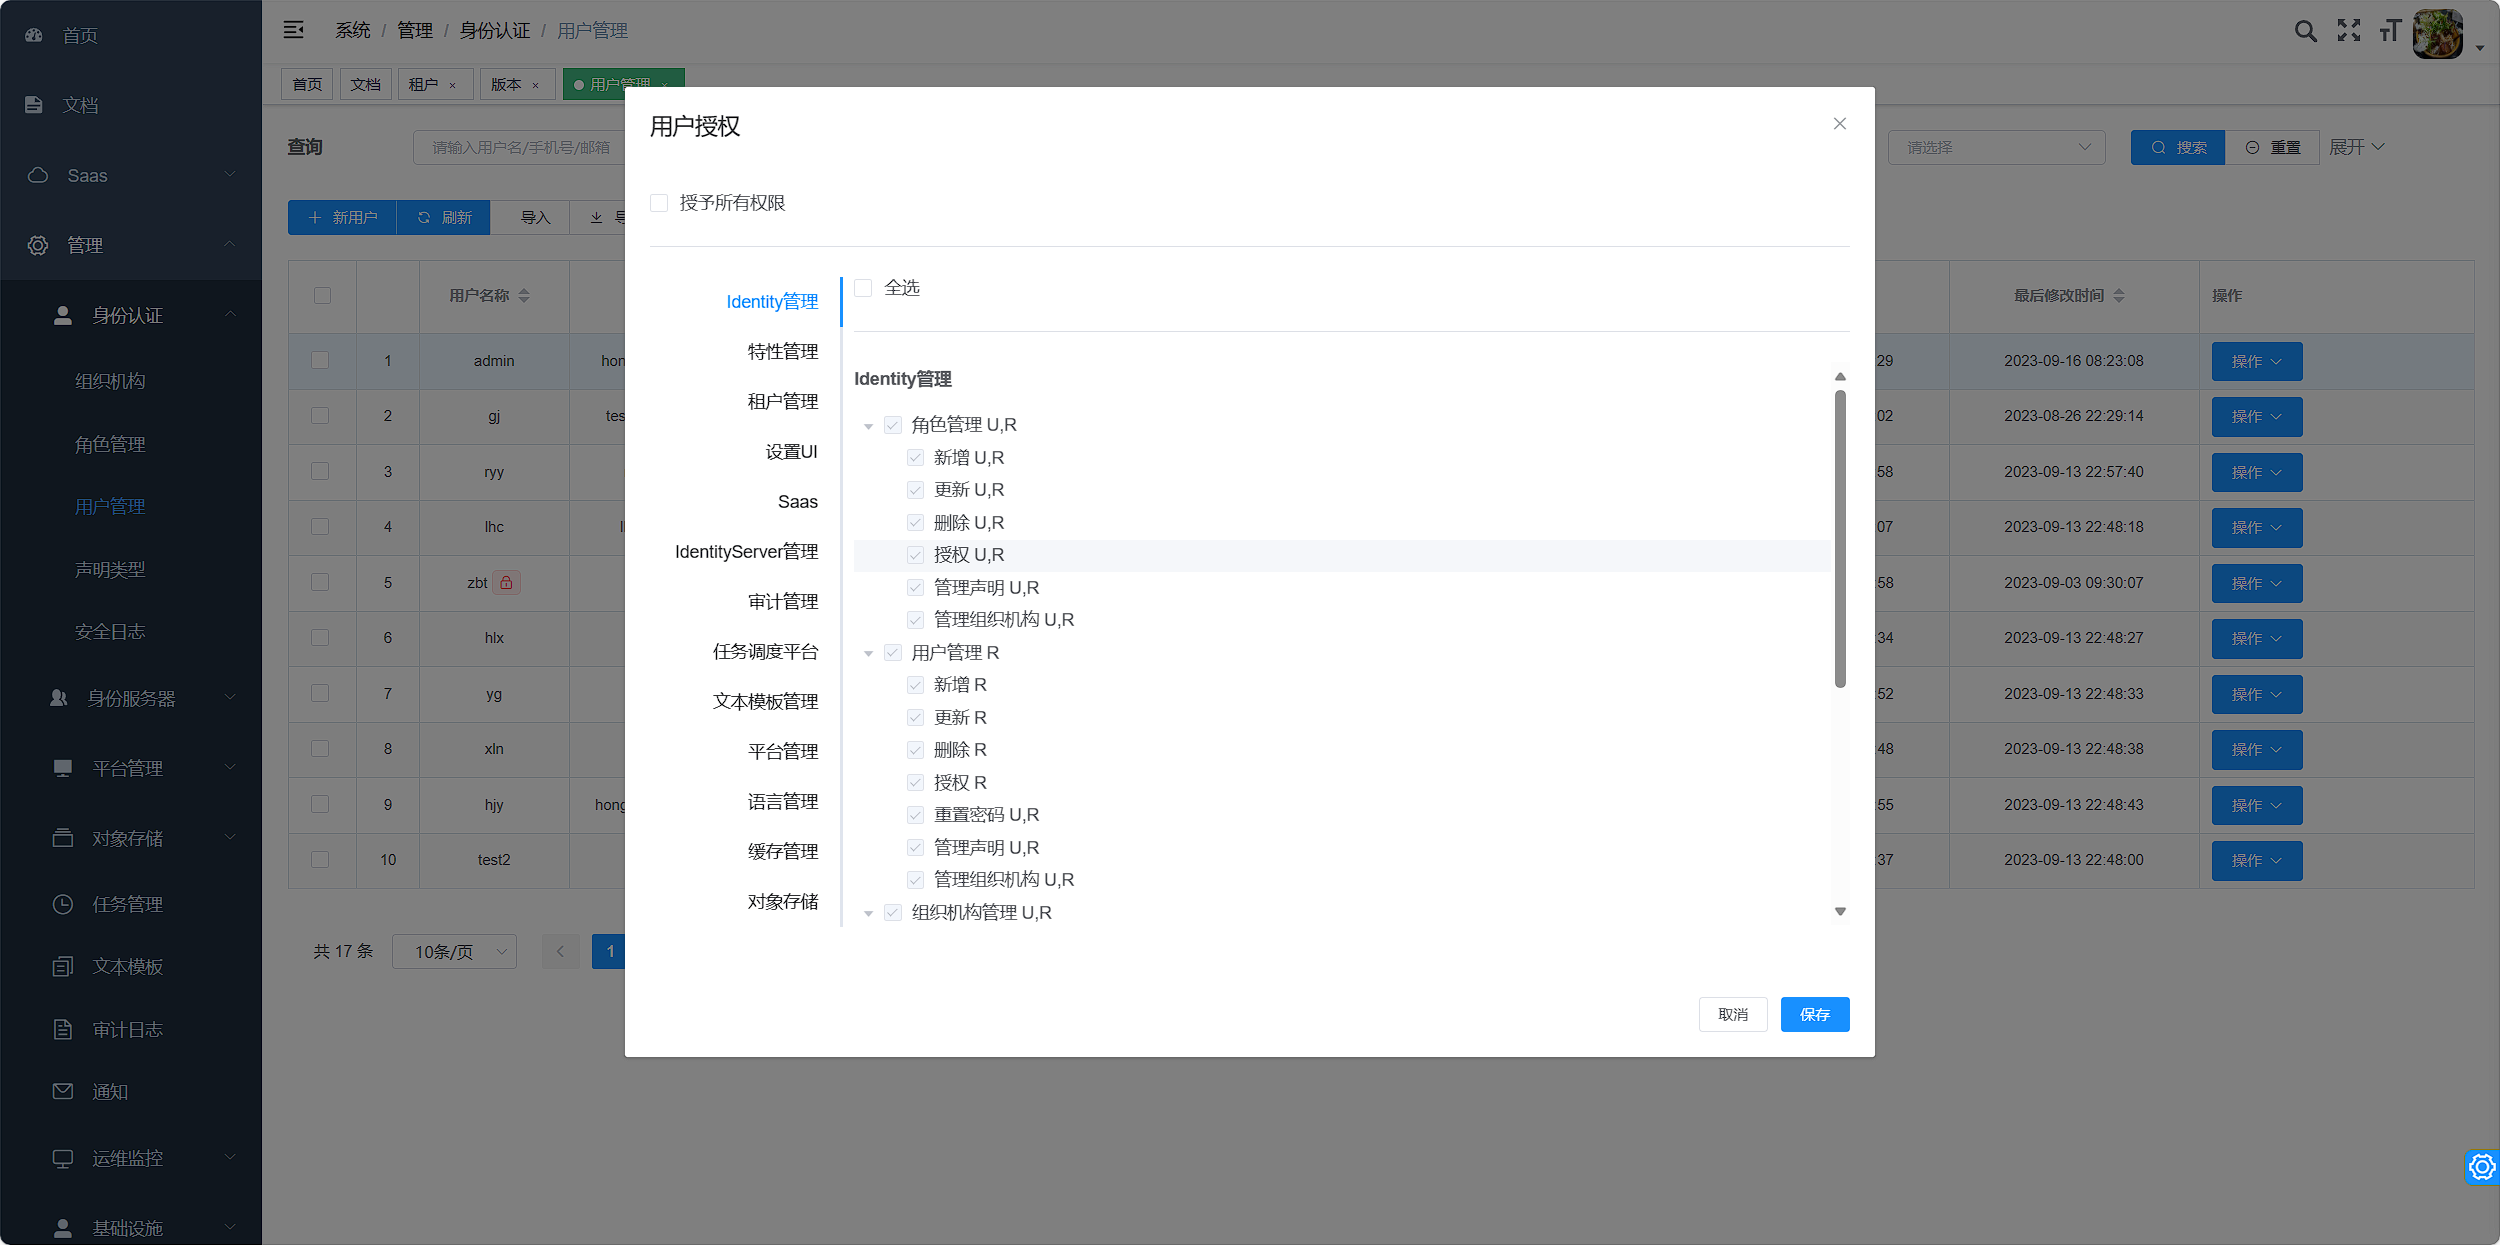 首页
文档
Saas
管理
身份认证
组织机构
角色管理
用户管理
声明类型
安全日志
身份服务器
平台管理
对象存储
任务管理
文本模板
审计日志
通知
运维监控
基础设施
系统 / 管理 / 身份认证 / 用户管理
首页 文档 租户 × 版本 × 用户管理 ×
查询 请输入用户名/手机号/邮箱 请选择 搜索 重置 展开
新用户 刷新 导入
用户名称 最后修改时间 操作
1 admin hon 29 2023-09-16 08:23:08 操作
2 gj tes 02 2023-08-26 22:29:14 操作
3 ryy 58 2023-09-13 22:57:40 操作
4 lhc 07 2023-09-13 22:48:18 操作
5 zbt 58 2023-09-03 09:30:07 操作
6 hlx 34 2023-09-13 22:48:27 操作
7 yg 52 2023-09-13 22:48:33 操作
8 xln 48 2023-09-13 22:48:38 操作
9 hjy hong 55 2023-09-13 22:48:43 操作
10 test2 37 2023-09-13 22:48:00 操作
共 17 条 10条/页 1
用户授权
授予所有权限
Identity管理
特性管理
租户管理
设置UI
Saas
IdentityServer管理
审计管理
任务调度平台
文本模板管理
平台管理
语言管理
缓存管理
对象存储
全选
Identity管理
角色管理 U,R
新增 U,R
更新 U,R
删除 U,R
授权 U,R
管理声明 U,R
管理组织机构 U,R
用户管理 R
新增 R
更新 R
删除 R
授权 R
重置密码 U,R
管理声明 U,R
管理组织机构 U,R
组织机构管理 U,R
取消 保存